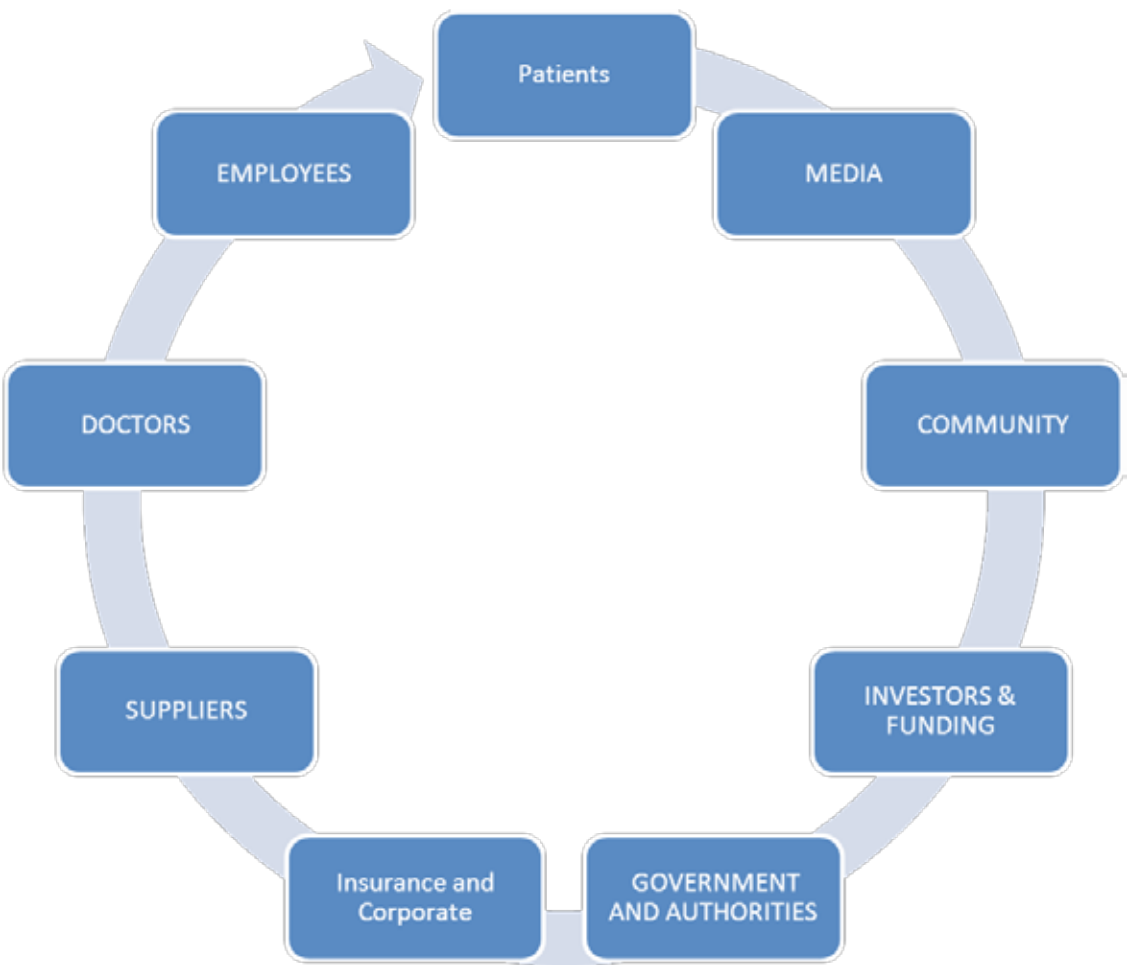 Patients
MEDIA
COMMUNITY
INVESTORS &
FUNDING
GOVERNMENT
AND AUTHORITIES
Insurance and
Corporate
SUPPLIERS
DOCTORS
EMPLOYEES